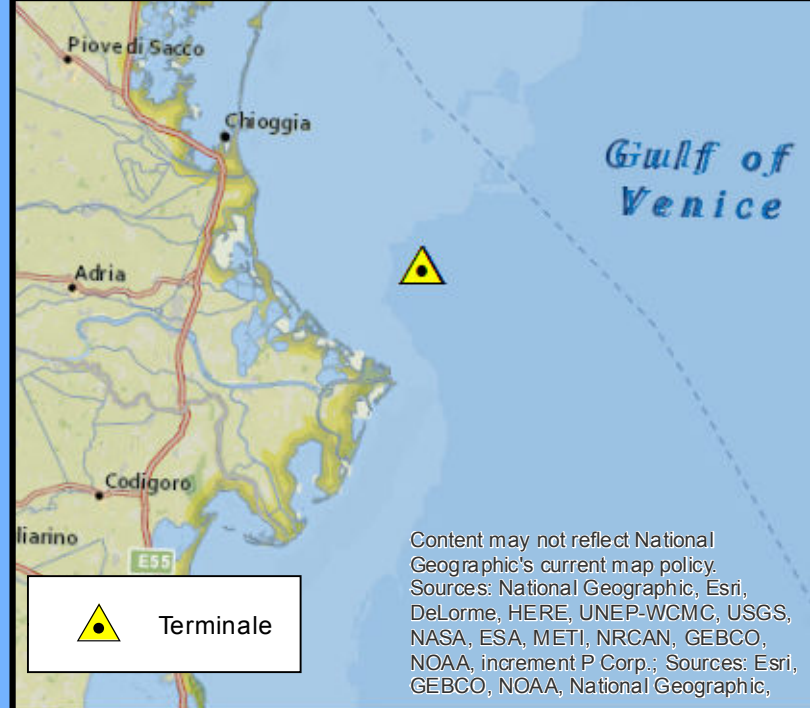 Piove di Sacco
Chioggia
Gulf of
Venice
Adria
Codigoro
liarino
E55
Terminale
Content may not reflect National
Geographic's current map policy.
Sources: National Geographic, Esri,
DeLorme, HERE, UNEP-WCMC, USGS,
NASA, ESA, METI, NRCAN, GEBCO,
NOAA, increment P Corp.; Sources: Esri,
GEBCO, NOAA, National Geographic,